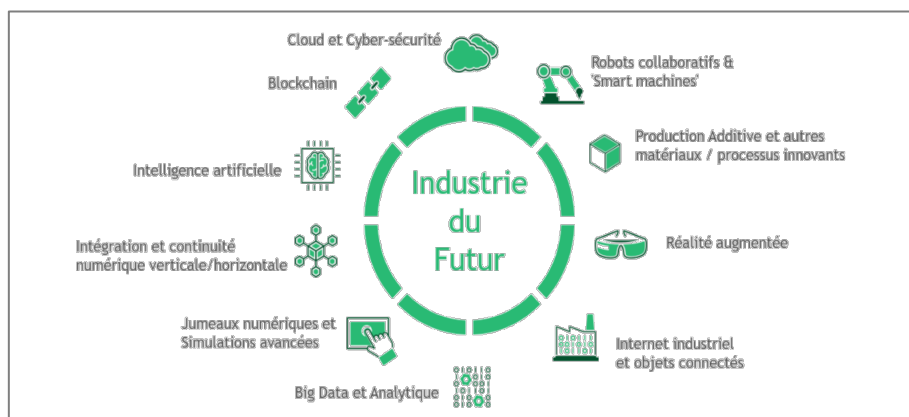 Cloud et Cyber-sécurité
Robots collaboratifs &
'Smart machines'
Blockchain
Production Additive et autres
matériaux / processus innovants
Intelligence artificielle
Industrie
du
Futur
Réalité augmentée
Intégration et continuité
numérique verticale/horizontale
Jumeaux numériques et
Simulations avancées
Internet industriel
et objets connectés
Big Data et Analytique